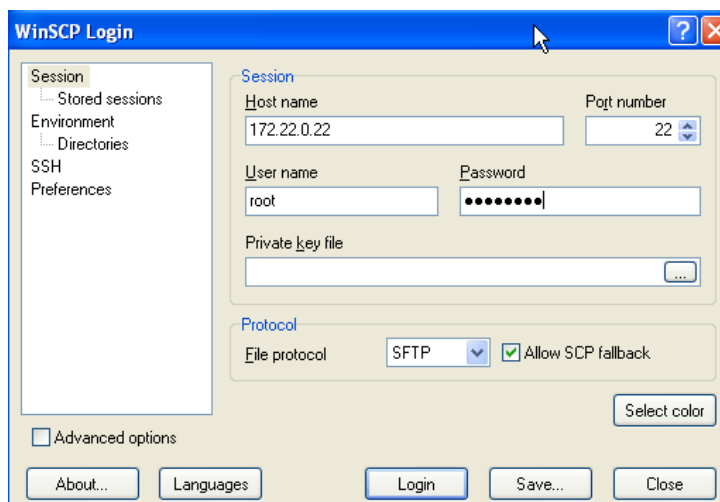 WinSCP Login
Session
Stored sessions
Environment
Directories
SSH
Preferences
Advanced options
Session
Host name
Port number
172.22.0.22
22
User name
Password
root
●●●●●●●●
Private key file
...
Protocol
File protocol
SFTP
Allow SCP fallback
Select color
About...
Languages
Login
Save...
Close